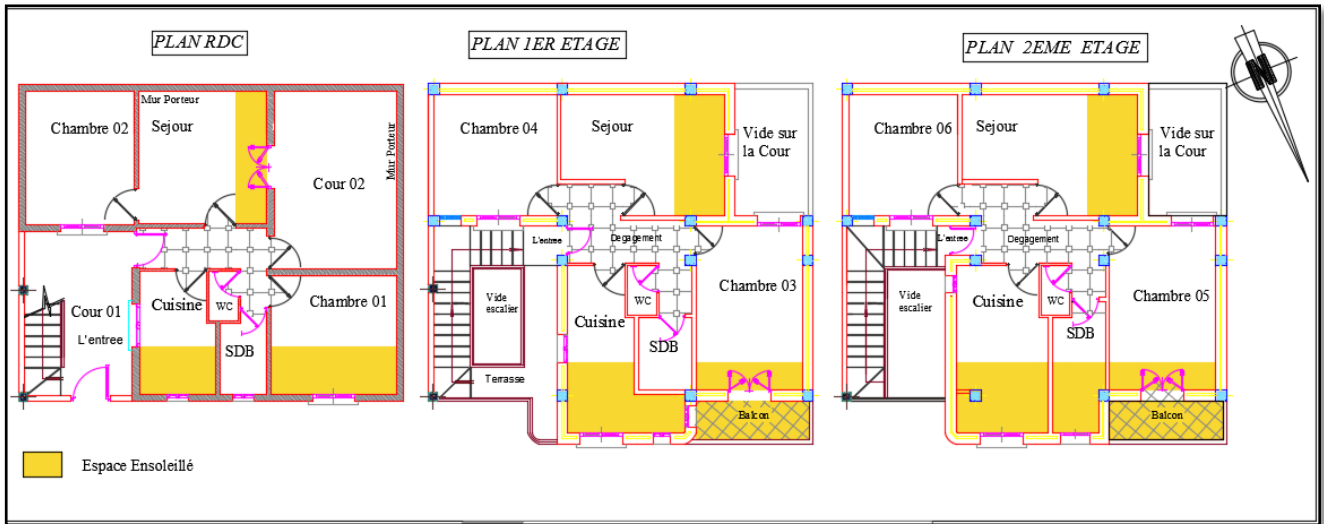 PLAN RDC
Mur Porteur
Chambre 02
Sejour
Mur Porteur
Cour 02
Cour 01
L'entree
Cuisine
WC
SDB
Chambre 01
PLAN 1ER ETAGE
Chambre 04
Sejour
Vide sur
la Cour
L'entree
Degagement
Vide
escalier
Terrasse
Cuisine
WC
SDB
Chambre 03
Balcon
PLAN 2EME ETAGE
Chambre 06
Sejour
Vide sur
la Cour
L'entree
Degagement
Vide
escalier
Cuisine
WC
SDB
Chambre 05
Balcon
Espace Ensoleillé